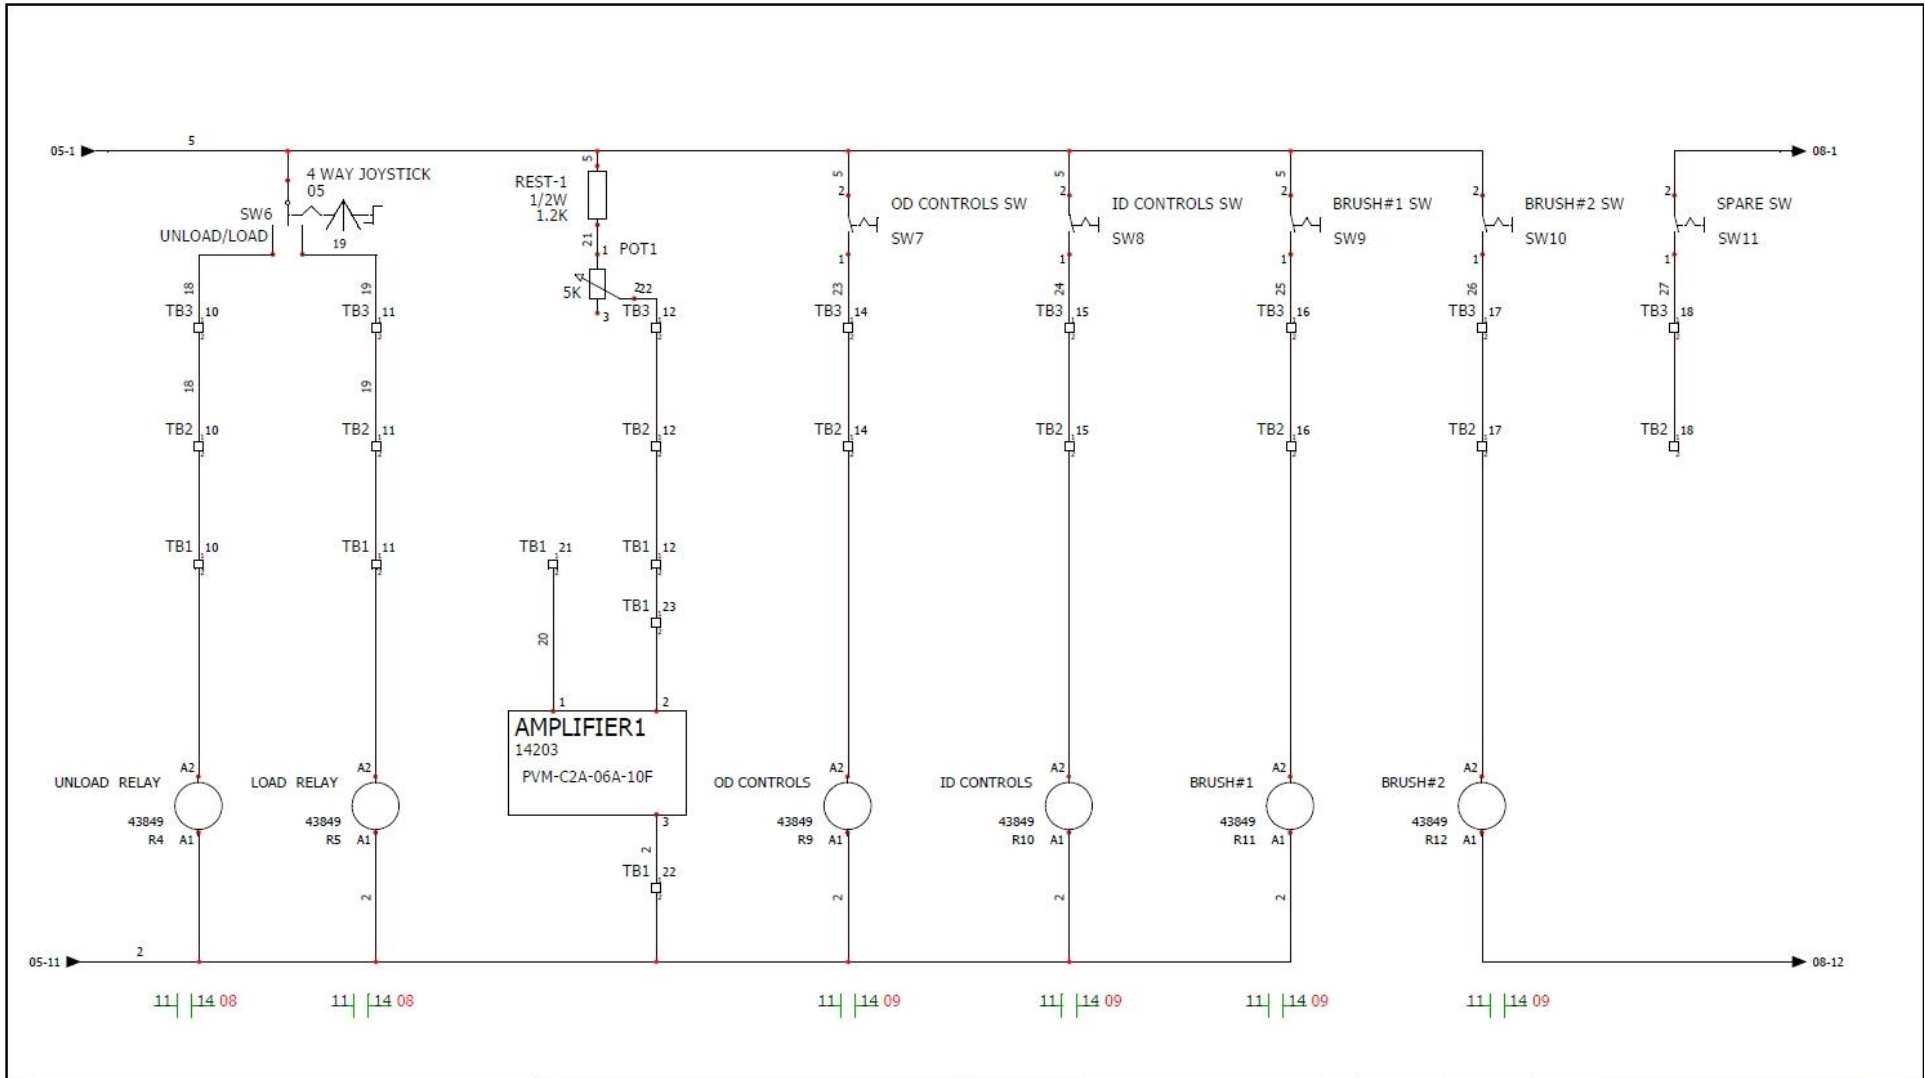 5
05-1
08-1
4 WAY JOYSTICK
05
SW6
UNLOAD/LOAD
19
5
REST-1
1/2W
1.2K
21
1 POT1
5K
2 22
3
5
2
OD CONTROLS SW
SW7
1
5
2
ID CONTROLS SW
SW8
1
5
2
BRUSH#1 SW
SW9
1
2
BRUSH#2 SW
SW10
1
2
SPARE SW
SW11
1
18
19
23
24
25
26
27
TB3 10
TB3 11
TB3 12
TB3 14
TB3 15
TB3 16
TB3 17
TB3 18
18
19
TB2 10
TB2 11
TB2 12
TB2 14
TB2 15
TB2 16
TB2 17
TB2 18
TB1 10
TB1 11
TB1 21
TB1 12
TB1 23
20
1
2
AMPLIFIER1
14203
PVM-C2A-06A-10F
3
2
TB1 22
A2
UNLOAD RELAY
43849
R4 A1
A2
LOAD RELAY
43849
R5 A1
2
A2
OD CONTROLS
43849
R9 A1
2
A2
ID CONTROLS
43849
R10 A1
2
A2
BRUSH#1
43849
R11 A1
2
A2
BRUSH#2
43849
R12 A1
2
05-11
08-12
11 14 08
11 14 08
11 14 09
11 14 09
11 14 09
11 14 09